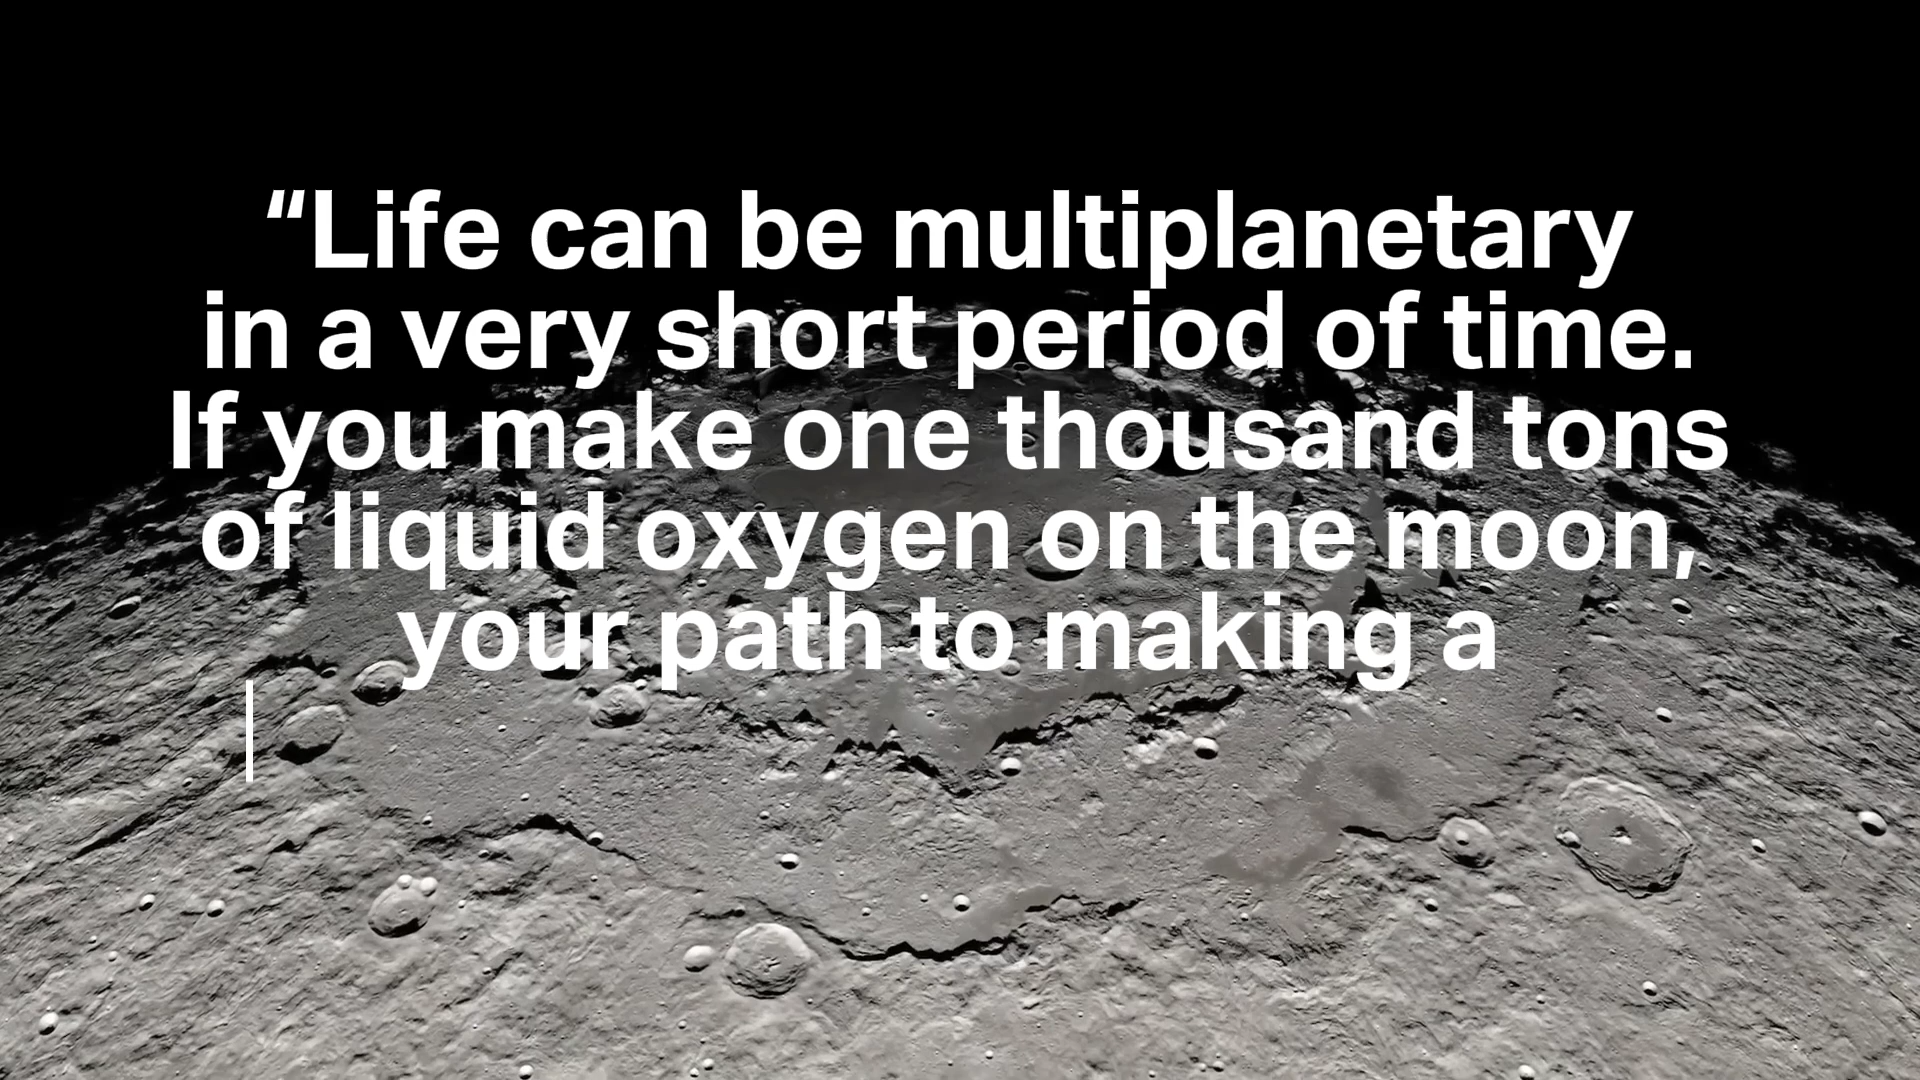 “Life can be multiplanetary
in a very short period of time.
If you make one thousand tons
of liquid oxygen on the moon,
your path to making a